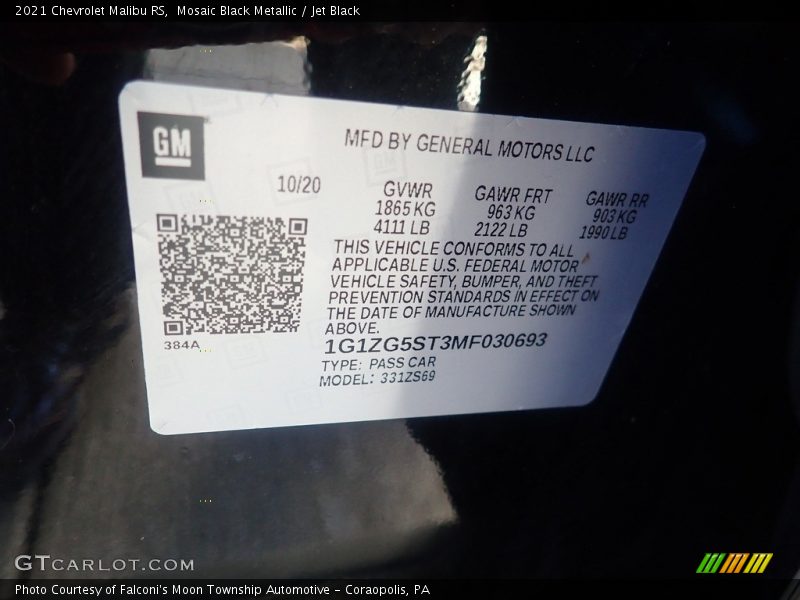 2021 Chevrolet Malibu RS,  Mosaic Black Metallic / Jet Black
GM
MFD BY GENERAL MOTORS LLC
10/20
GVWR
1865 KG
4111 LB
GAWR FRT
963 KG
2122 LB
GAWR RR
903 KG
1990 LB
THIS VEHICLE CONFORMS TO ALL
APPLICABLE U.S. FEDERAL MOTOR
VEHICLE SAFETY, BUMPER, AND THEFT
PREVENTION STANDARDS IN EFFECT ON
THE DATE OF MANUFACTURE SHOWN
ABOVE.
384A
1G1ZG5ST3MF030693
TYPE: PASS CAR
MODEL: 331ZS69
GTCARLOT.COM
Photo Courtesy of Falconi's Moon Township Automotive - Coraopolis, PA